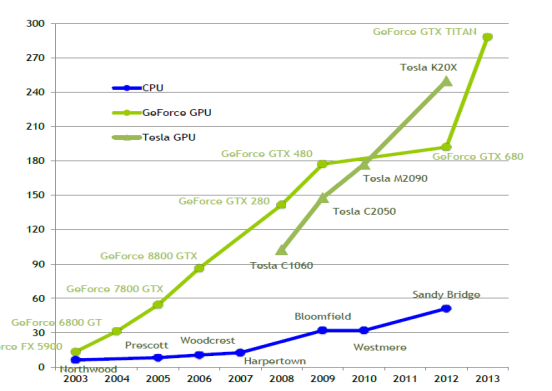 300
270
240
210
180
150
120
90
60
30
0
CPU
GeForce GPU
Tesla GPU
GeForce GTX TITAN
Tesla K20X
GeForce GTX 680
GeForce GTX 480
Tesla M2090
Tesla C2050
GeForce GTX 280
Tesla C1060
GeForce 8800 GTX
GeForce 7800 GTX
GeForce 6800 GT
rce FX 5900
Northwood
Prescott
Woodcrest
Harpertown
Bloomfield
Westmere
Sandy Bridge
2003 2004 2005 2006 2007 2008 2009 2010 2011 2012 2013